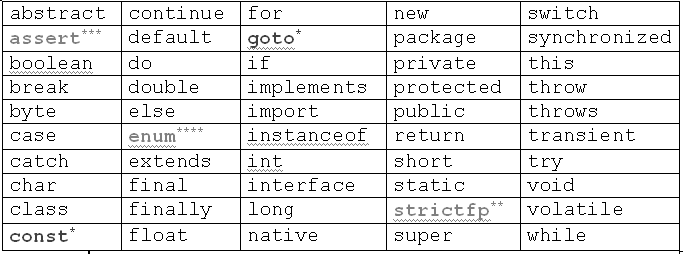 abstract continue for new switch
assert*** default goto* package synchronized
boolean do if private this
break double implements protected throw
byte else import public throws
case enum**** instanceof return transient
catch extends int short try
char final interface static void
class finally long strictfp** volatile
const* float native super while